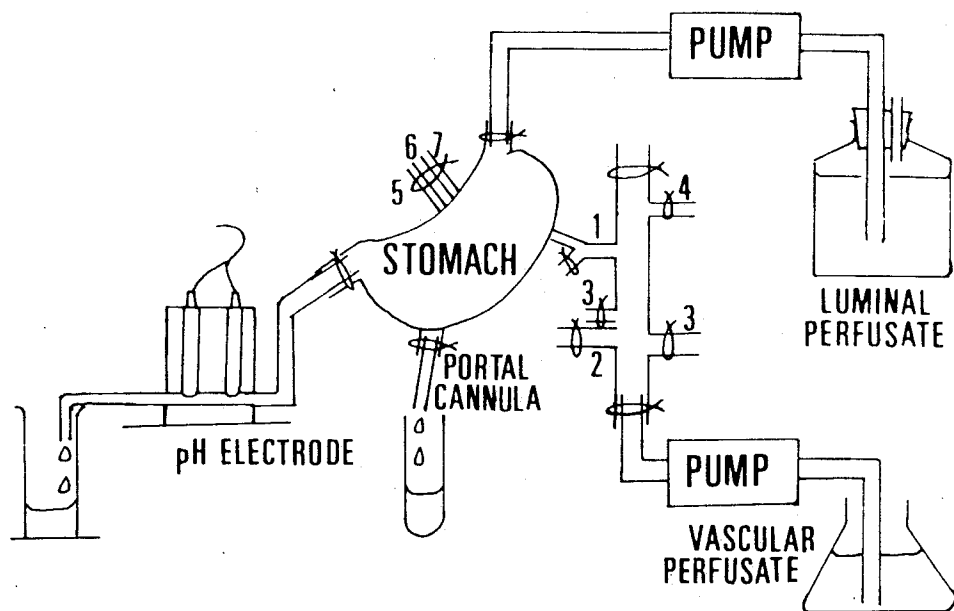 PUMP
6 7
5
4
1
STOMACH
3
3
2
LUMINAL
PERFUSATE
PORTAL
CANNULA
pH ELECTRODE
PUMP
VASCULAR
PERFUSATE